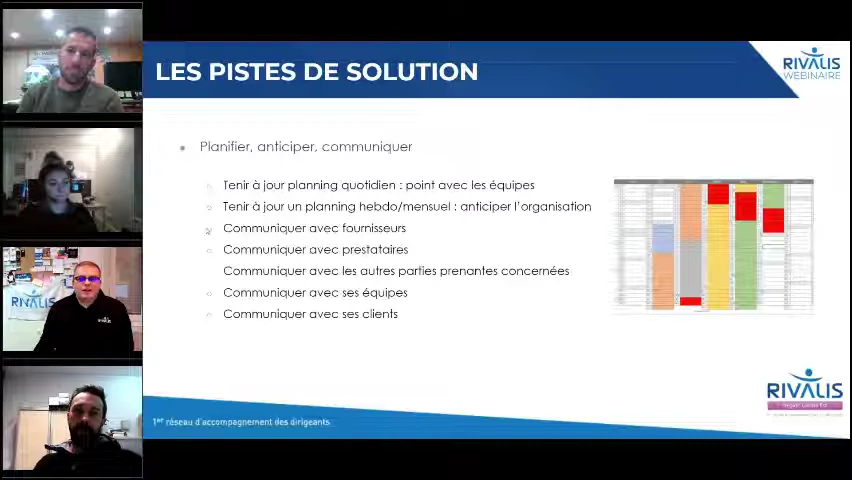 LES PISTES DE SOLUTION
RIVALIS
WEBINAIRE
Planifier, anticiper, communiquer
Tenir à jour planning quotidien : point avec les équipes
Tenir à jour un planning hebdo/mensuel : anticiper l'organisation
Communiquer avec fournisseurs
Communiquer avec prestataires
Communiquer avec les autres parties prenantes concernées
Communiquer avec ses équipes
Communiquer avec ses clients
RIVALIS
RIVALIS
RIVALIS
1er réseau d'accompagnement des dirigeants